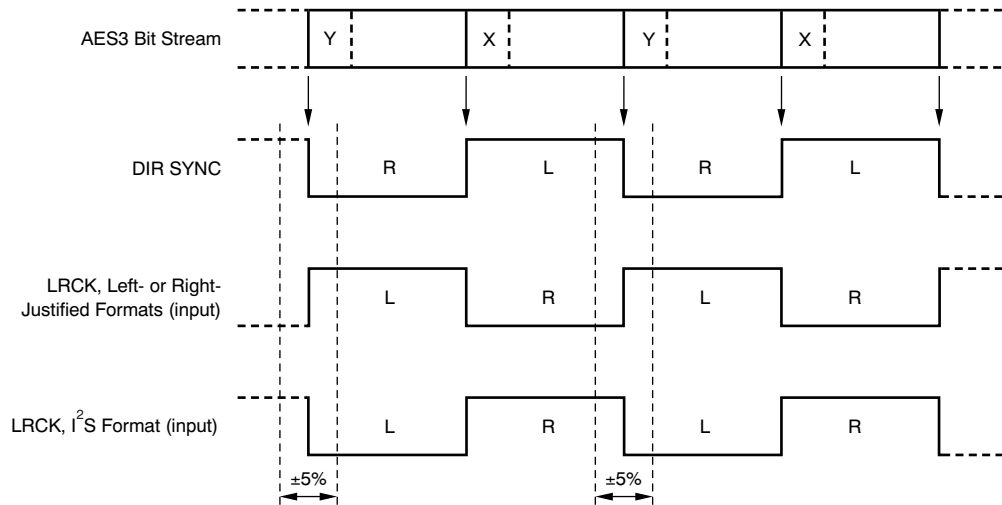 AES3 Bit Stream
Y X Y X
DIR SYNC
R L R L
LRCK, Left- or Right-
Justified Formats (input)
L R L R
LRCK, I²S Format (input)
L R L R
±5% ±5%